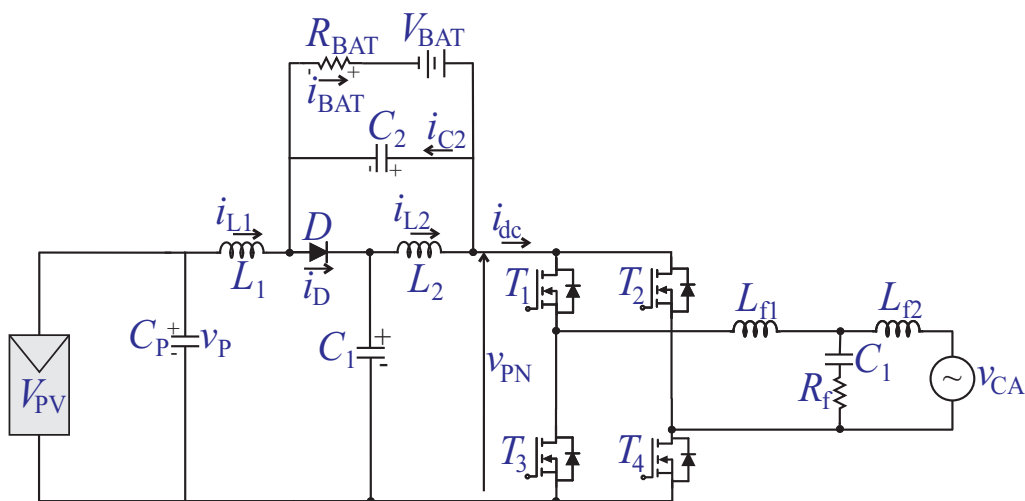 R_BAT V_BAT
i_BAT
C_2 i_C2
i_L1 D i_L2 i_dc
L_1 i_D L_2
T_1 T_2
L_f1 L_f2
C_P v_P C_1 v_PN
C_1
R_f v_CA
V_PV
T_3 T_4